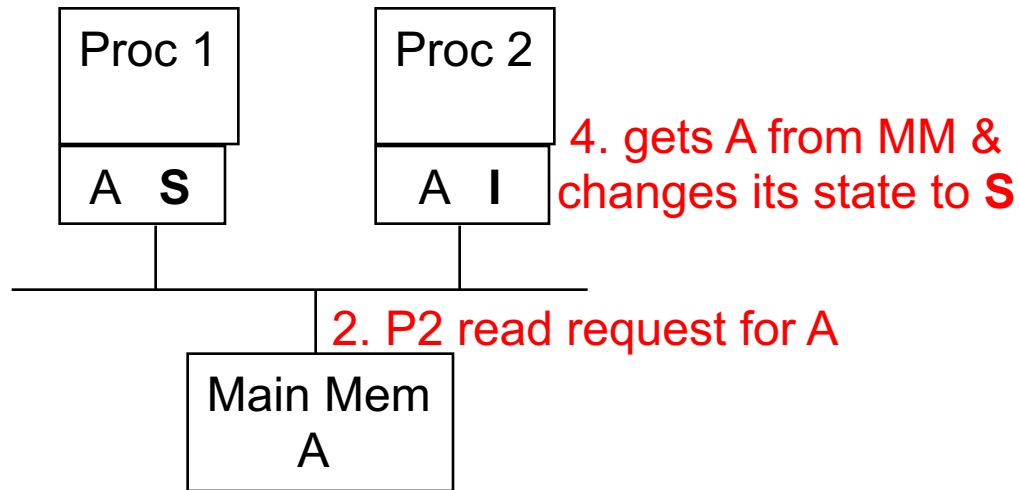 Proc 1
Proc 2
4. gets A from MM &
changes its state to S
A S
A I
2. P2 read request for A
Main Mem
A